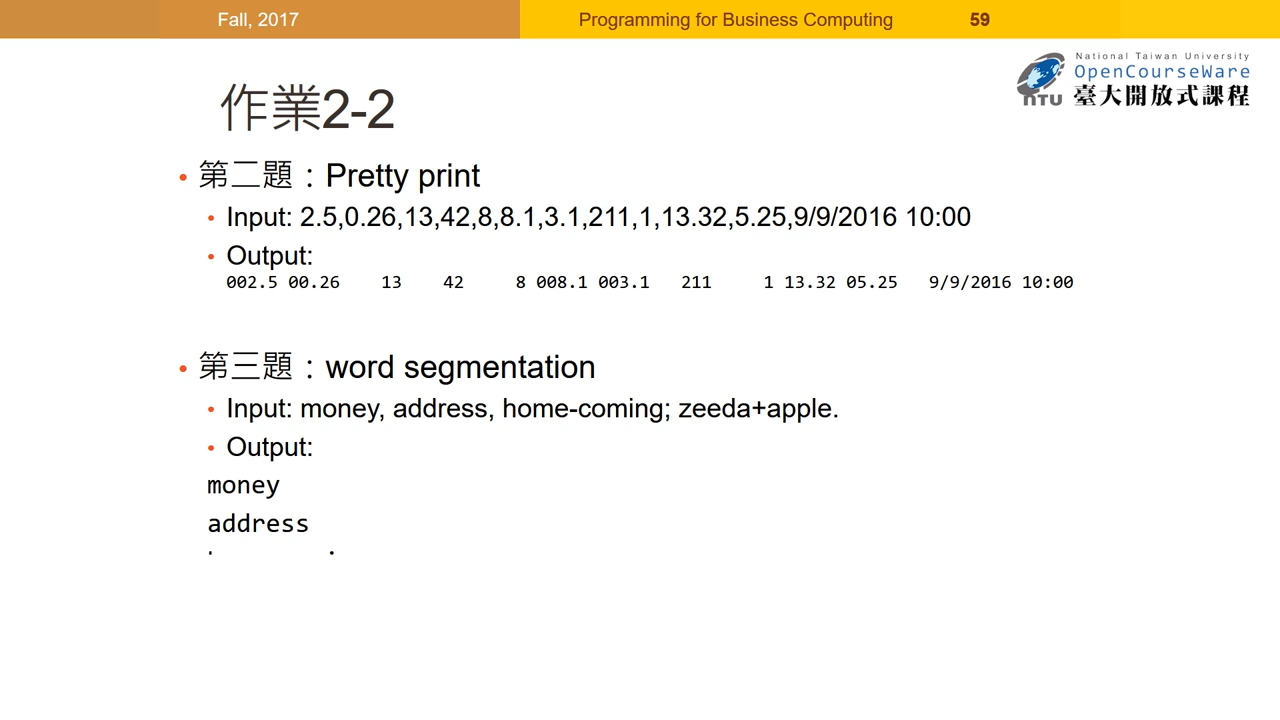 Fall, 2017
Programming for Business Computing
59
National Taiwan University
OpenCourseWare
NTU 臺大開放式課程
作業2-2
• 第二題：Pretty print
• Input: 2.5,0.26,13,42,8,8.1,3.1,211,1,13.32,5.25,9/9/2016 10:00
• Output:
002.5 00.26    13    42     8 008.1 003.1   211     1 13.32 05.25   9/9/2016 10:00
• 第三題：word segmentation
• Input: money, address, home-coming; zeeda+apple.
• Output:
money
address